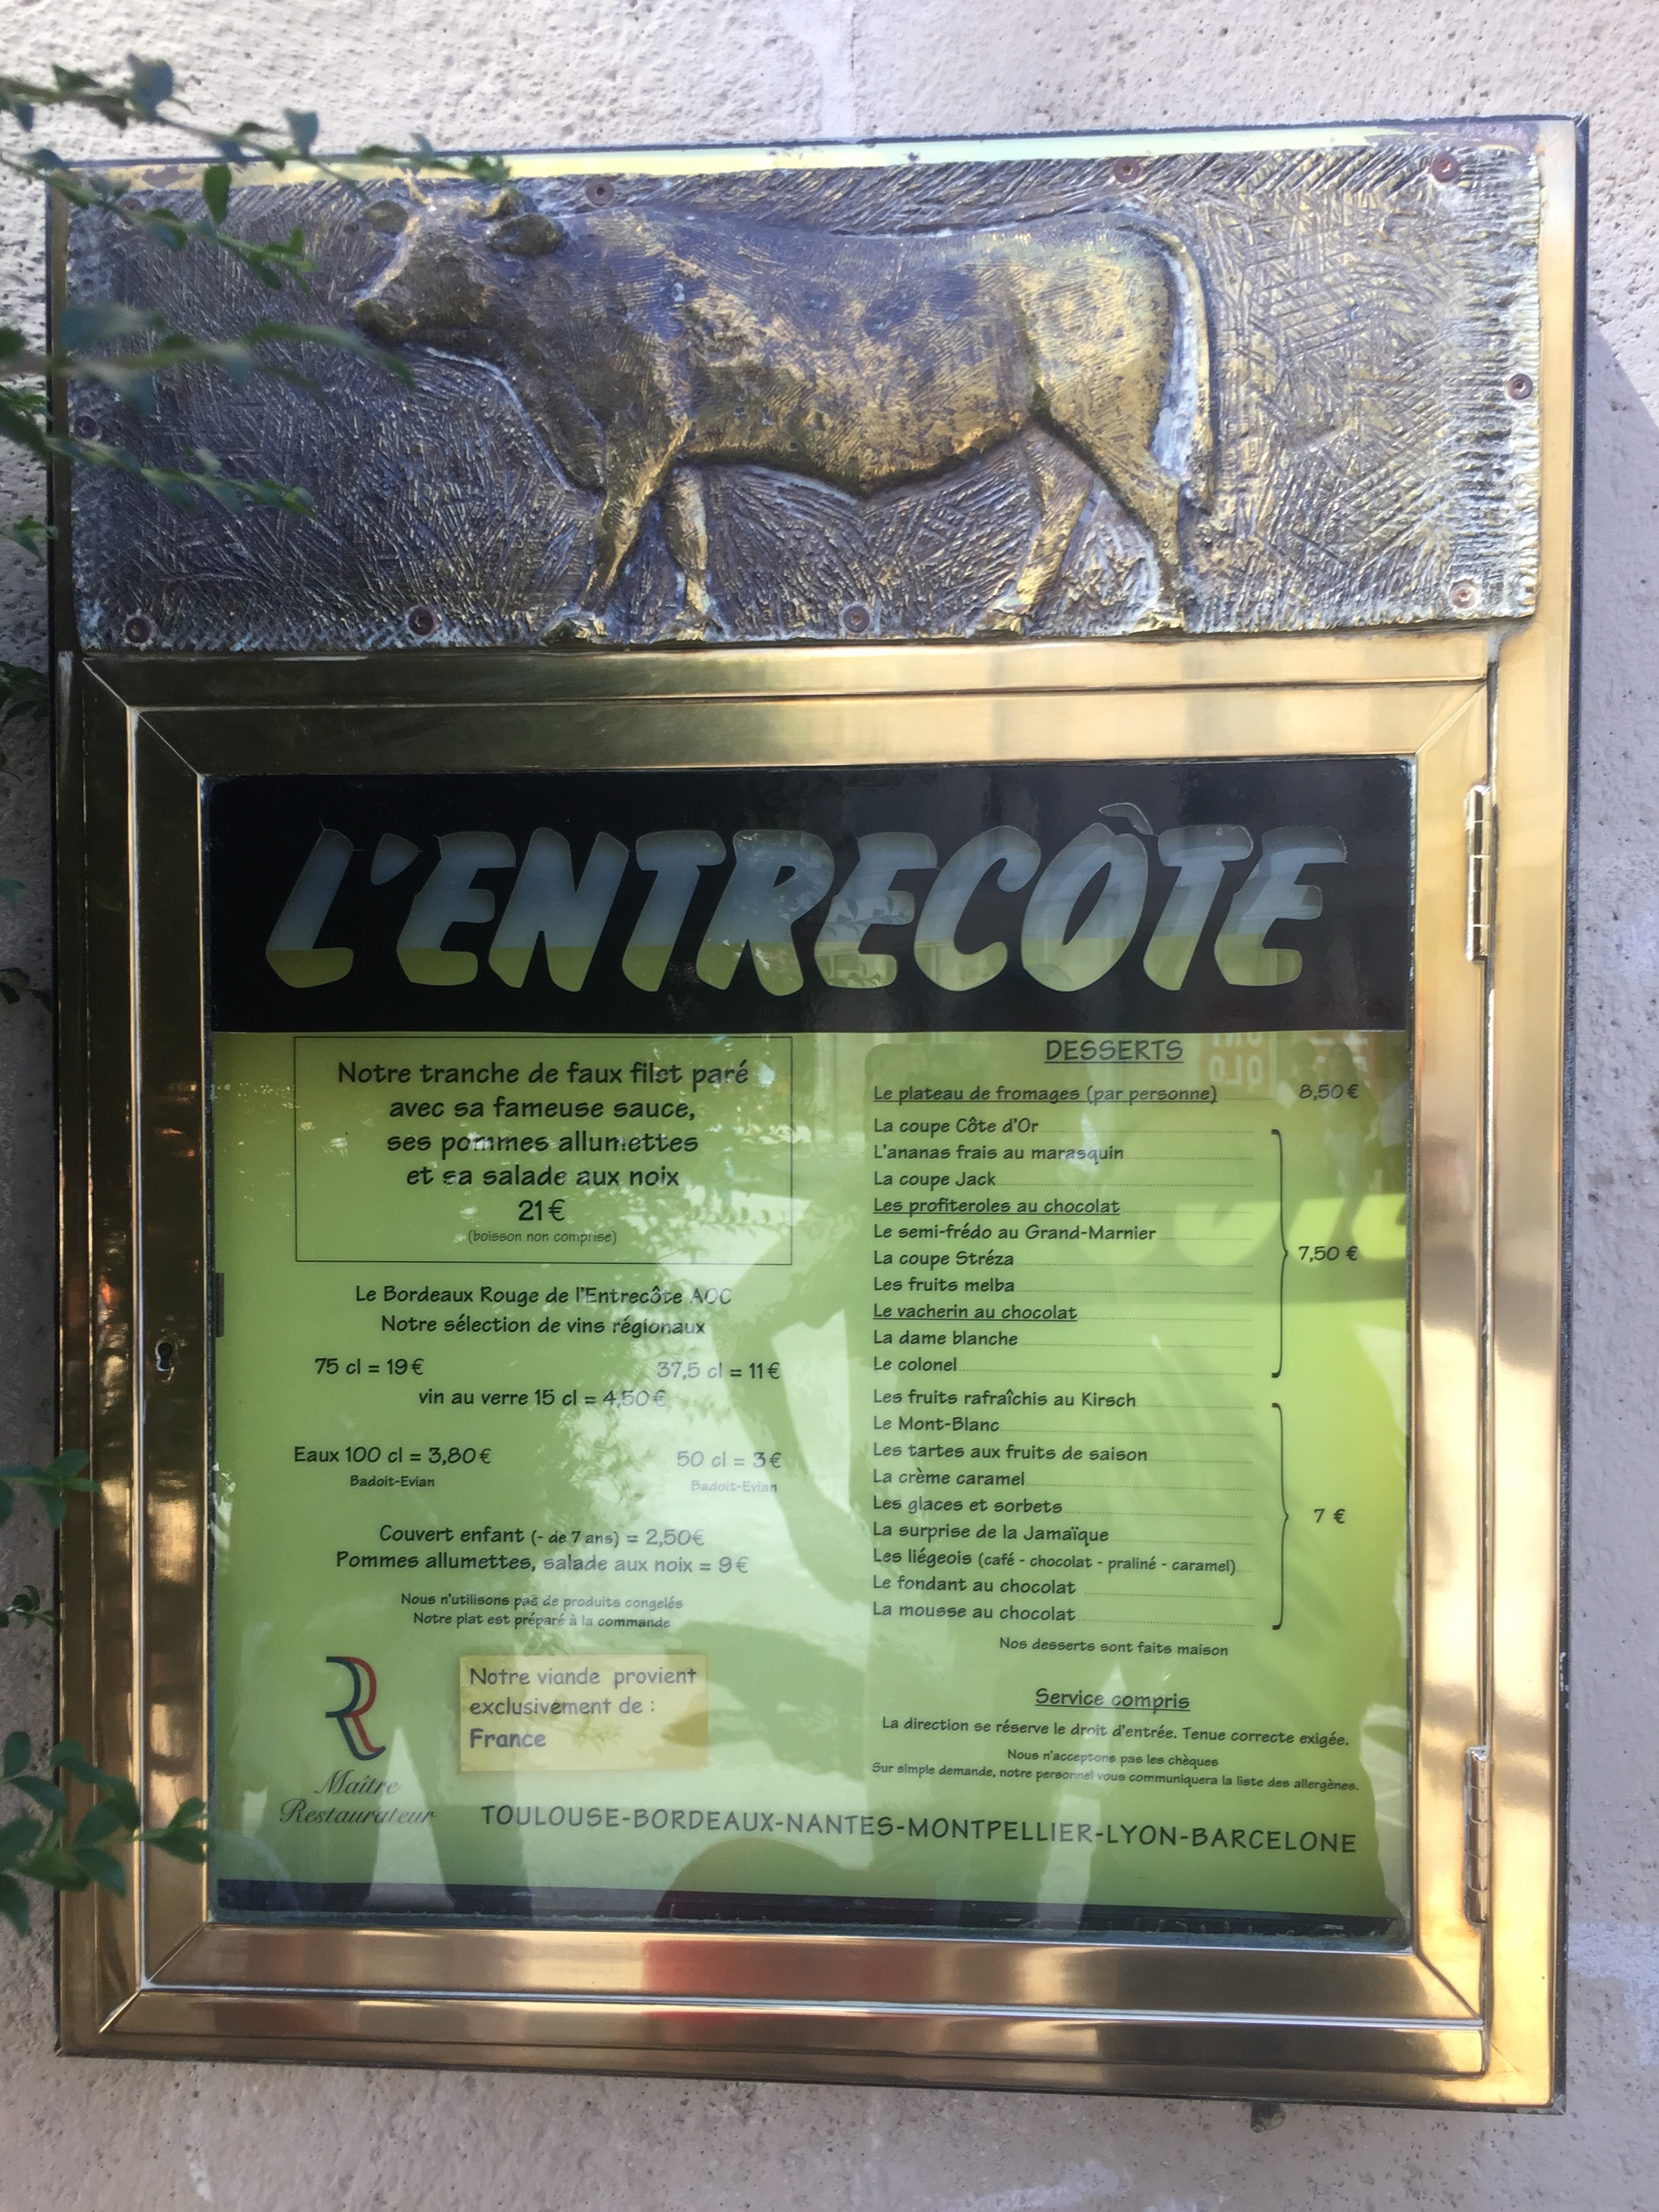 L'ENTRECÔTE
Notre tranche de faux filet paré
avec sa fameuse sauce,
ses pommes allumettes
et sa salade aux noix
21 €
(boisson non comprise)
Le Bordeaux Rouge de l'Entrecôte AOC
Notre sélection de vins régionaux
75 cl = 19 €
37,5 cl = 11 €
vin au verre 15 cl = 4,50 €
Eaux 100 cl = 3,80 €
50 cl = 3 €
Badoit-Evian
Badoit-Evian
Couvert enfant (- de 7 ans) = 2,50€
Pommes allumettes, salade aux noix = 9 €
Nous n'utilisons pas de produits congelés
Notre plat est préparé à la commande
R
Maître
Restaurateur
Notre viande provient
exclusivement de :
France
DESSERTS
Le plateau de fromages (par personne) 8,50 €
La coupe Côte d'Or
L'ananas frais au marasquin
La coupe Jack
Les profiteroles au chocolat
Le semi-frédo au Grand-Marnier
La coupe Stréza
7,50 €
Les fruits melba
Le vacherin au chocolat
La dame blanche
Le colonel
Les fruits rafraîchis au Kirsch
Le Mont-Blanc
Les tartes aux fruits de saison
La crème caramel
Les glaces et sorbets
7 €
La surprise de la Jamaïque
Les liégeois (café - chocolat - praliné - caramel)
Le fondant au chocolat
La mousse au chocolat
Nos desserts sont faits maison
Service compris
La direction se réserve le droit d'entrée. Tenue correcte exigée.
Nous n'acceptons pas les chèques
Sur simple demande, notre personnel vous communiquera la liste des allergènes.
TOULOUSE-BORDEAUX-NANTES-MONTPELLIER-LYON-BARCELONE